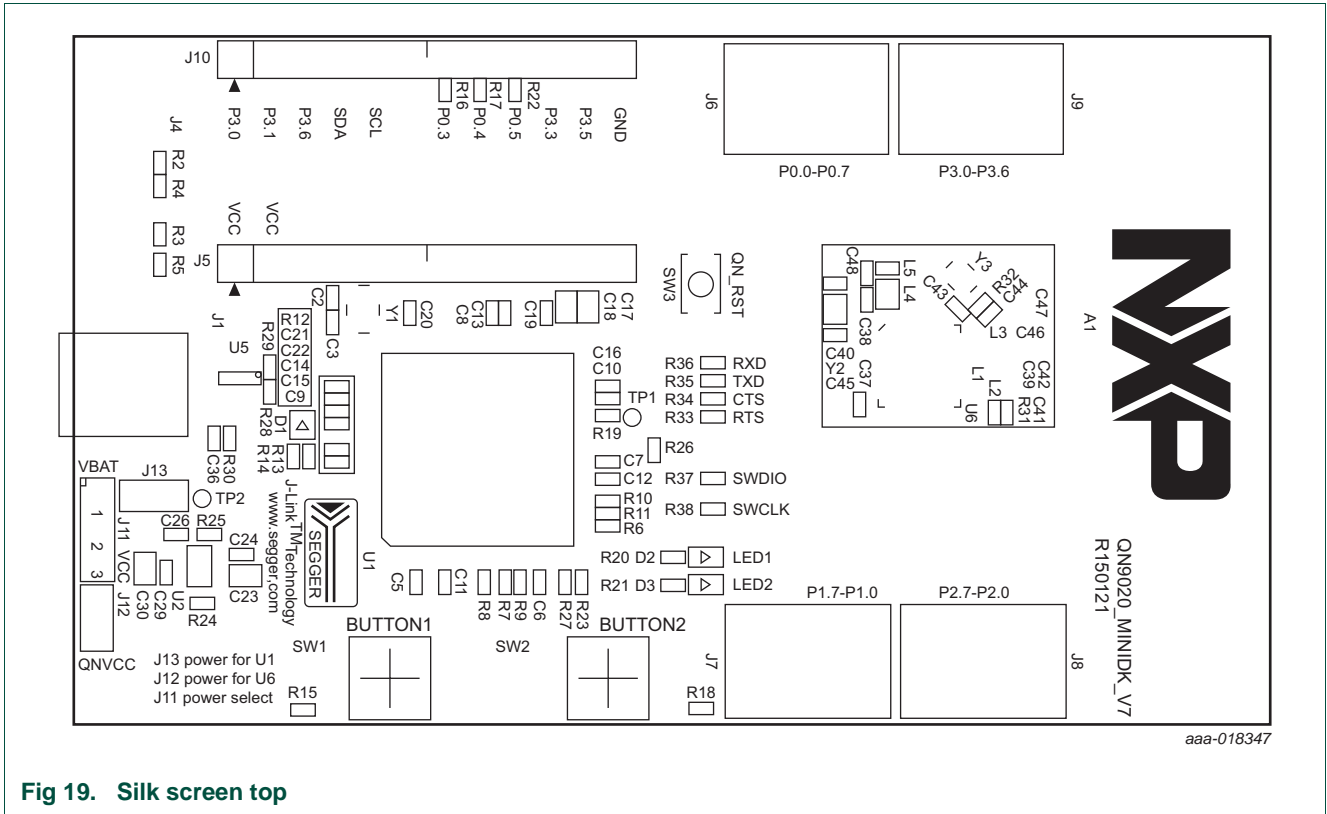 J10
R16
R17
R22
J4
P3.0
P3.1
P3.6
SDA
SCL
P0.3
P0.4
P0.5
P3.3
P3.5
GND
J6
J9
P0.0-P0.7
P3.0-P3.6
R2
R4
R3
R5
VCC
VCC
J5
SW3
QN_RST
C48
L5
L4
C43
Y3
R32
C44
C47
L3
C46
C38
C40
Y2
C45
C37
L1
L2
C42
C39
C41
R31
U6
A1
NXP
J1
U5
R29
R12
C21
C22
C14
C15
C9
C2
C3
Y1
C20
C8
C13
C19
C18
C17
R28
D1
R14
R13
C16
C10
TP1
R19
R36
RXD
R35
TXD
R34
CTS
R33
RTS
R26
C7
C12
R37
SWDIO
R10
R11
R6
R38
SWCLK
C36
R30
VBAT
J13
TP2
1
2
3
J11
VCC
J12
C26
R25
C24
C30
C29
U2
R24
C23
QNVCC
www.segger,com
J-Link TM Technology
SEGGER
U1
C5
C11
R8
R7
R9
C6
R27
R23
R20
D2
LED1
R21
D3
LED2
P1.7-P1.0
P2.7-P2.0
J7
J8
QN9020_MINIDK_V7
R150121
SW1
BUTTON1
SW2
BUTTON2
J13 power for U1
J12 power for U6
J11 power select
R15
R18
aaa-018347
Fig 19. Silk screen top